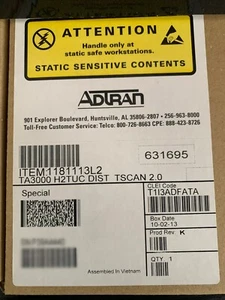 ATTENTION
Handle only at
static safe workstations.
STATIC SENSITIVE CONTENTS
ADTRAN
901 Explorer Boulevard, Huntsville, AL 35806-2807 • 256-963-8000
Toll-Free Customer Service: Telco: 800-726-8663 CPE: 888-423-8726
631695
ITEM:1181113L2
TA3000 H2TUC DIST TSCAN 2.0
Special
CLEI Code
T1I3ADFATA
Box Date
10-02-13
Prod Rev. K
QTY 1
Assembled in Vietnam